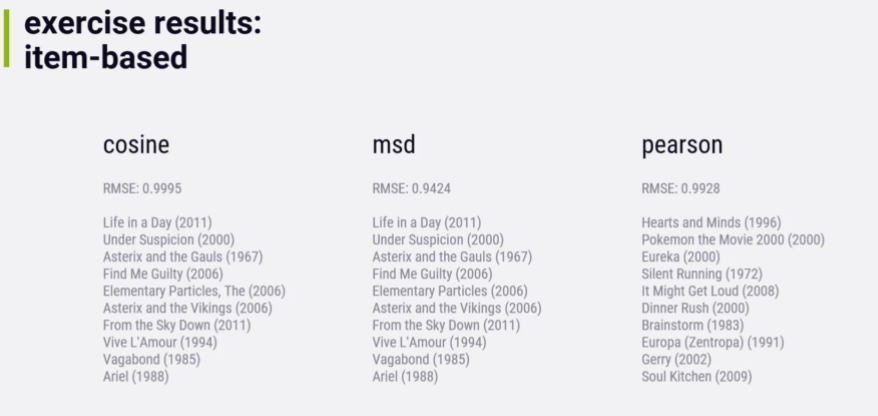 exercise results:
item-based
cosine
RMSE: 0.9995
Life in a Day (2011)
Under Suspicion (2000)
Asterix and the Gauls (1967)
Find Me Guilty (2006)
Elementary Particles, The (2006)
Asterix and the Vikings (2006)
From the Sky Down (2011)
Vive L'Amour (1994)
Vagabond (1985)
Ariel (1988)
msd
RMSE: 0.9424
Life in a Day (2011)
Under Suspicion (2000)
Asterix and the Gauls (1967)
Find Me Guilty (2006)
Elementary Particles (2006)
Asterix and the Vikings (2006)
From the Sky Down (2011)
Vive L'Amour (1994)
Vagabond (1985)
Ariel (1988)
pearson
RMSE: 0.9928
Hearts and Minds (1996)
Pokemon the Movie 2000 (2000)
Eureka (2000)
Silent Running (1972)
It Might Get Loud (2008)
Dinner Rush (2000)
Brainstorm (1983)
Europa (Zentropa) (1991)
Gerry (2002)
Soul Kitchen (2009)